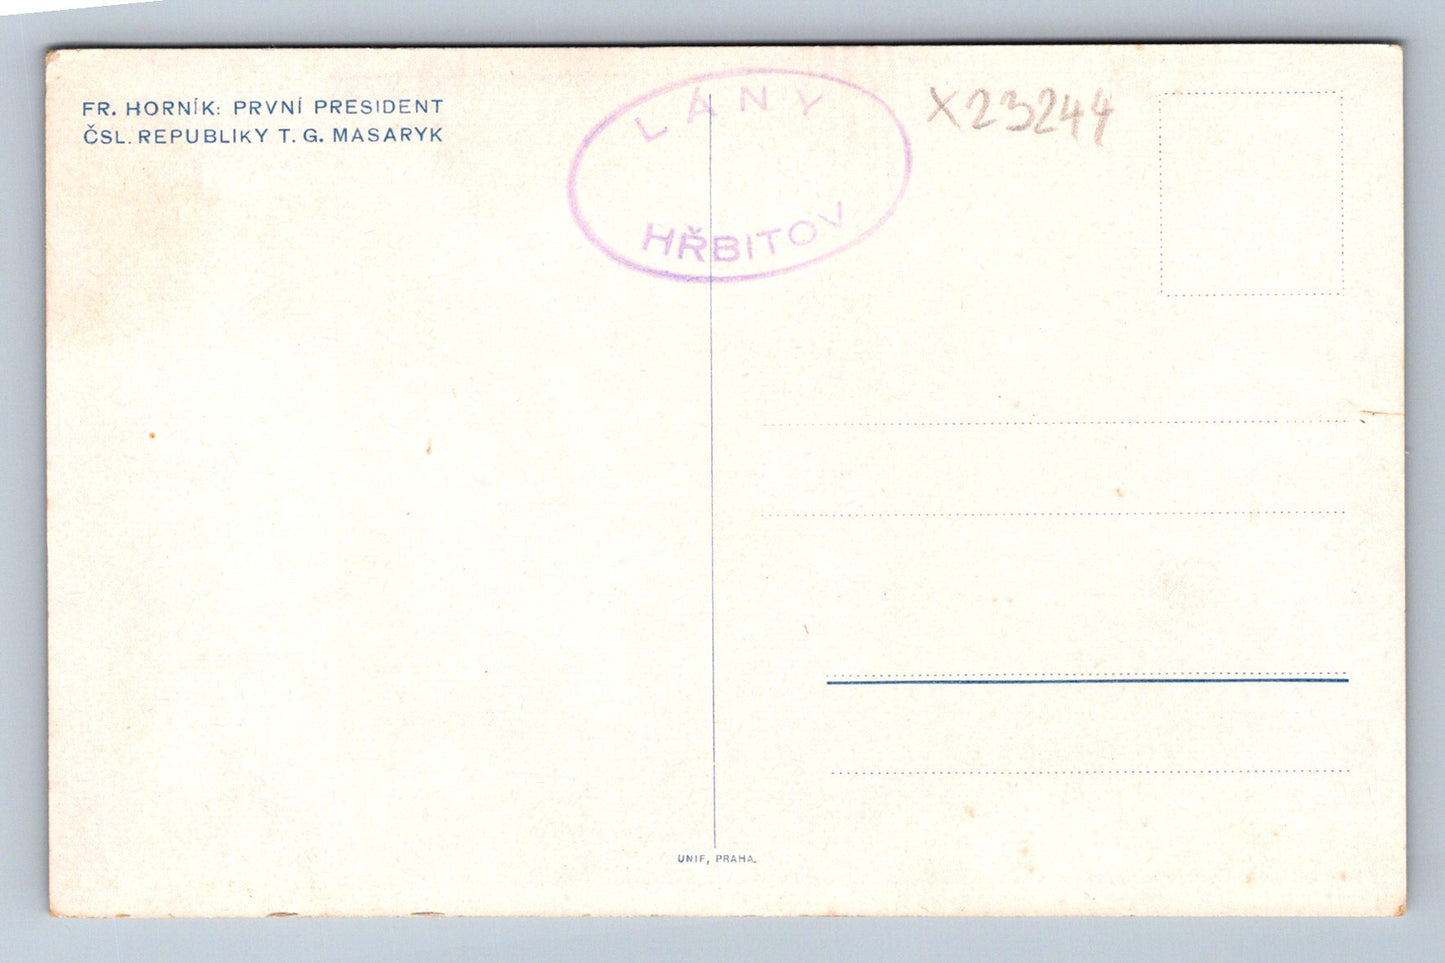 FR. HORNÍK: PRVNÍ PRESIDENT
ČSL. REPUBLIKY T. G. MASARYK
LÁNY
HŘBITOV
X23244
UNIF, PRAHA.